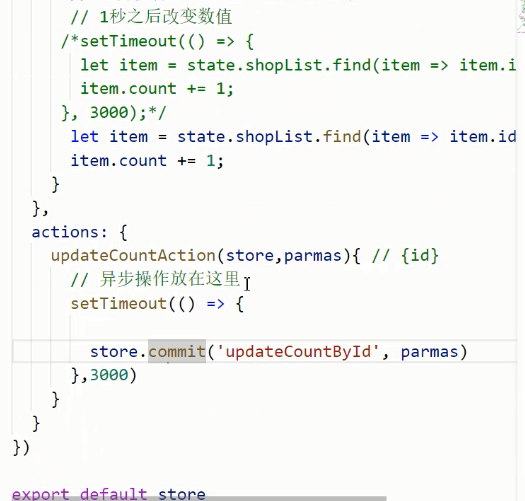 // 1秒之后改变数值
/*setTimeout(() => {
let item = state.shopList.find(item => item.i
item.count += 1;
}, 3000);*/
let item = state.shopList.find(item => item.id
item.count += 1;
}
},
actions: {
updateCountAction(store,parmas){ // {id}
// 异步操作放在这里
setTimeout(() => {
store.commit('updateCountById', parmas)
},3000)
}
}
})
export default store